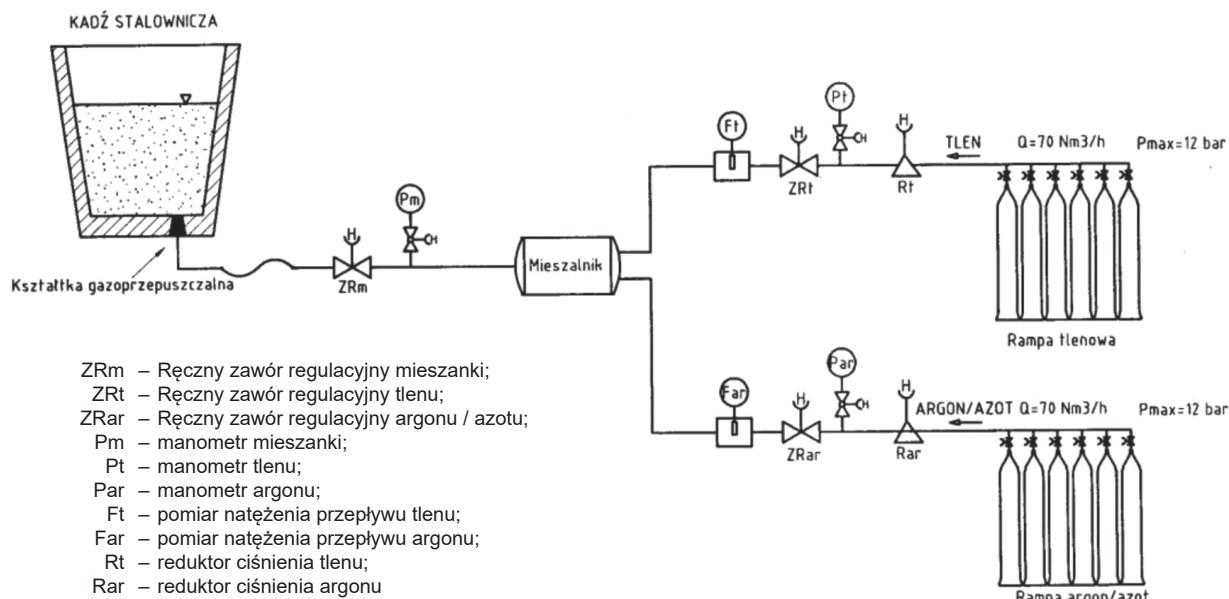 KADŹ STALOWNICZA
Kształtka gazoprzepuszczalna
H
ZRm
Pm
H
Mieszalnik
Ft
H
ZRt
Pt
H
H
Rt
TLEN Q=70 Nm3/h Pmax=12 bar
Rampa tlenowa
Far
H
ZRar
Par
H
H
Rar
ARGON/AZOT Q=70 Nm3/h Pmax=12 bar
Rampa argon/azot
ZRm – Ręczny zawór regulacyjny mieszanki;
ZRt – Ręczny zawór regulacyjny tlenu;
ZRar – Ręczny zawór regulacyjny argonu / azotu;
Pm – manometr mieszanki;
Pt – manometr tlenu;
Par – manometr argonu;
Ft – pomiar natężenia przepływu tlenu;
Far – pomiar natężenia przepływu argonu;
Rt – reduktor ciśnienia tlenu;
Rar – reduktor ciśnienia argonu